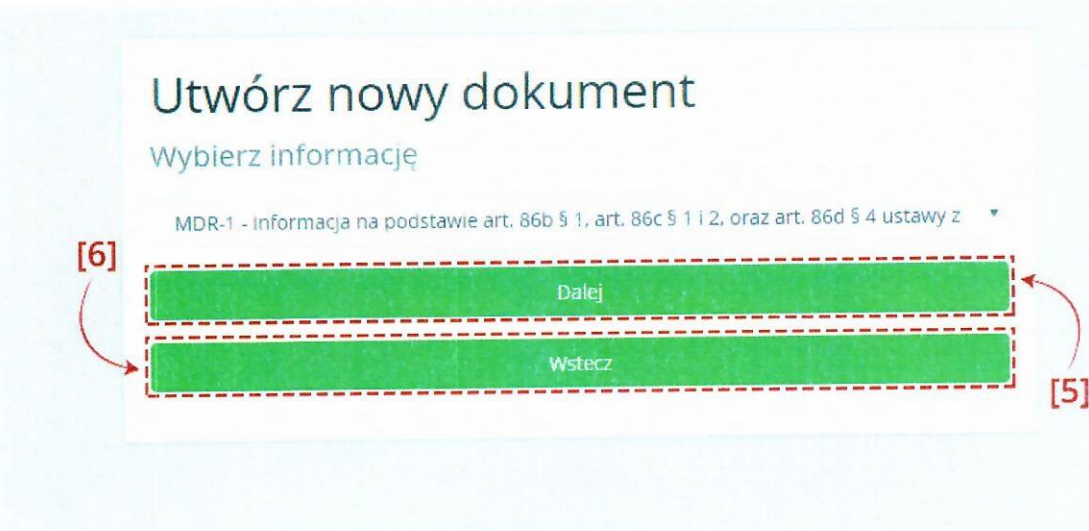 Utwórz nowy dokument
Wybierz informację
MDR-1 - Informacja na podstawie art. 86b § 1, art. 86c § 1 i 2, oraz art. 86d § 4 ustawy z
[6]
Dalej
Wstecz
[5]